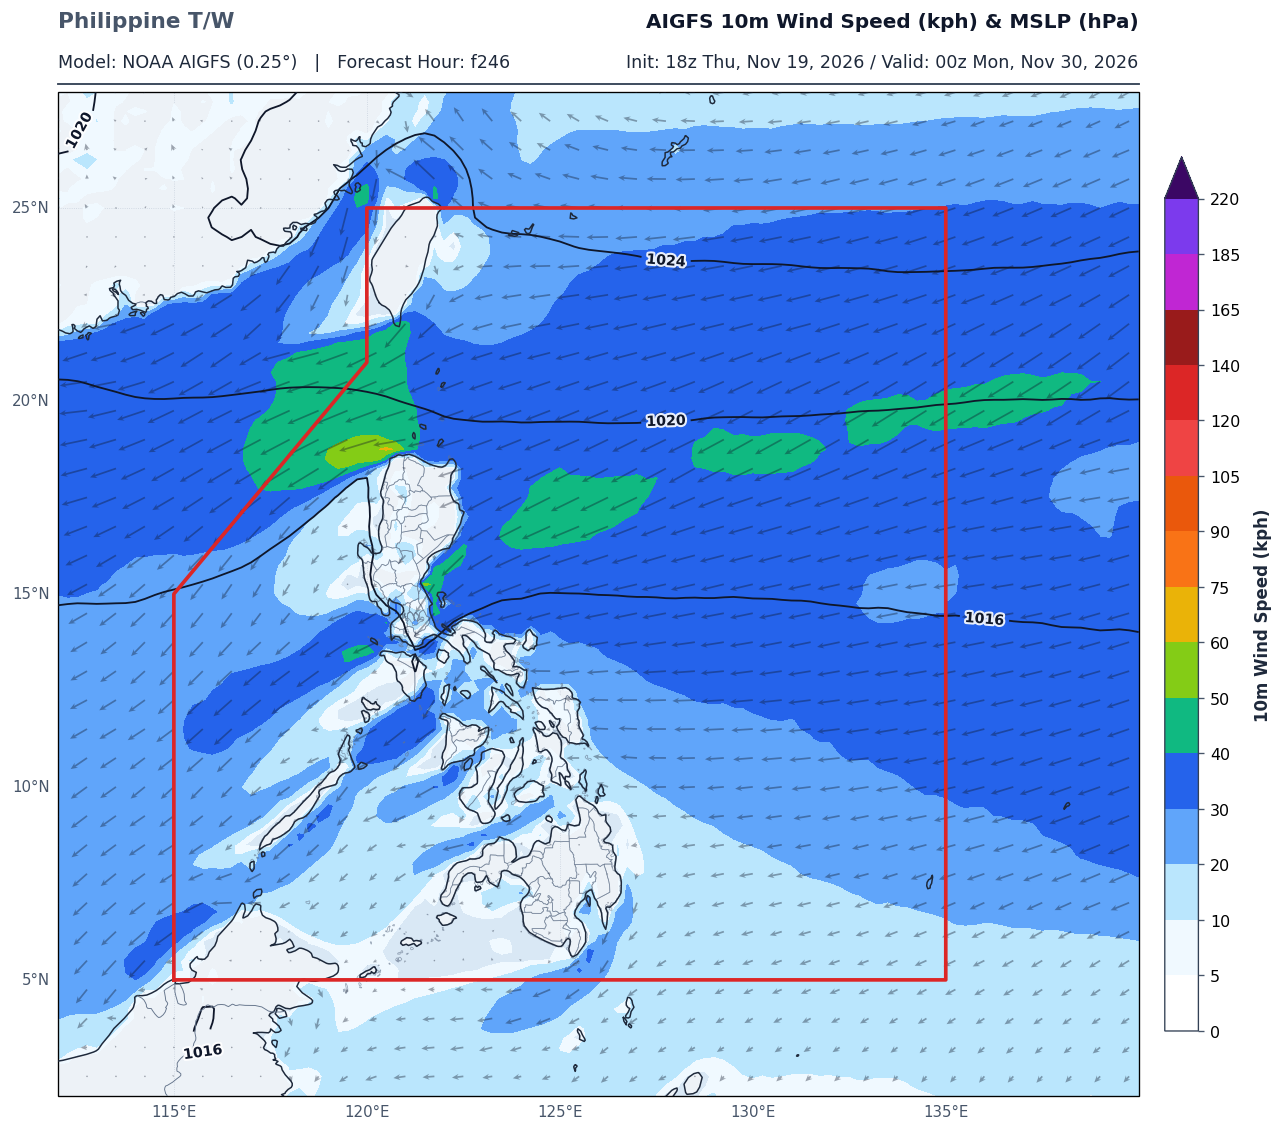 Philippine T/W
AIGFS 10m Wind Speed (kph) & MSLP (hPa)
Model: NOAA AIGFS (0.25°) | Forecast Hour: f246
Init: 18z Thu, Nov 19, 2026 / Valid: 00z Mon, Nov 30, 2026
1020
1024
1020
1016
1016
25°N
20°N
15°N
10°N
5°N
115°E
120°E
125°E
130°E
135°E
220
185
165
140
120
105
90
75
60
50
40
30
20
10
5
0
10m Wind Speed (kph)